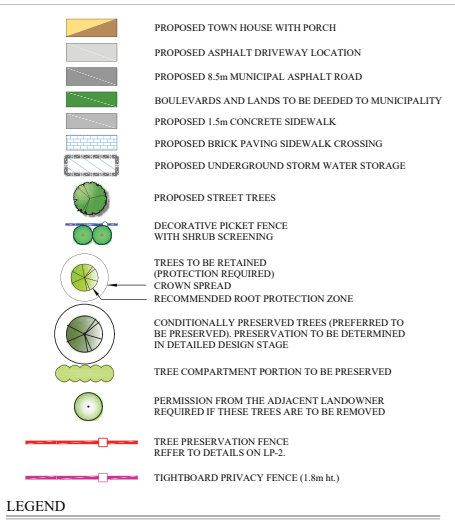 PROPOSED TOWN HOUSE WITH PORCH
PROPOSED ASPHALT DRIVEWAY LOCATION
PROPOSED 8.5m MUNICIPAL ASPHALT ROAD
BOULEVARDS AND LANDS TO BE DEEDED TO MUNICIPALITY
PROPOSED 1.5m CONCRETE SIDEWALK
PROPOSED BRICK PAVING SIDEWALK CROSSING
PROPOSED UNDERGROUND STORM WATER STORAGE
PROPOSED STREET TREES
DECORATIVE PICKET FENCE
WITH SHRUB SCREENING
TREES TO BE RETAINED
(PROTECTION REQUIRED)
CROWN SPREAD
RECOMMENDED ROOT PROTECTION ZONE
CONDITIONALLY PRESERVED TREES (PREFERRED TO
BE PRESERVED). PRESERVATION TO BE DETERMINED
IN DETAILED DESIGN STAGE
TREE COMPARTMENT PORTION TO BE PRESERVED
PERMISSION FROM THE ADJACENT LANDOWNER
REQUIRED IF THESE TREES ARE TO BE REMOVED
TREE PRESERVATION FENCE
REFER TO DETAILS ON LP-2.
TIGHTBOARD PRIVACY FENCE (1.8m ht.)
LEGEND